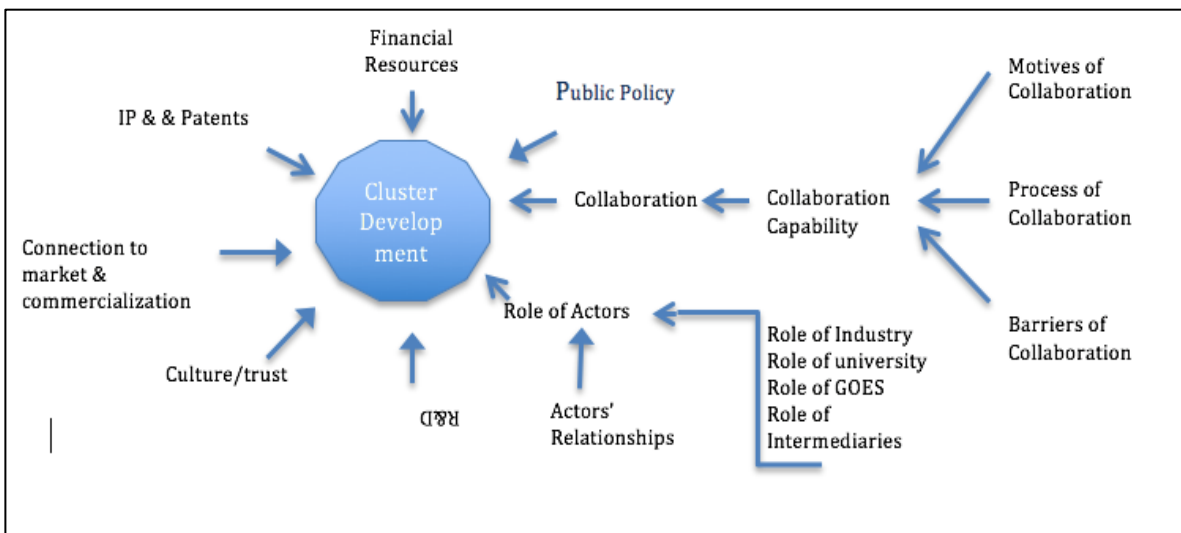 Financial
Resources
Public Policy
IP & & Patents
Cluster
Develop
ment
Collaboration
Collaboration
Capability
Motives of
Collaboration
Process of
Collaboration
Barriers of
Collaboration
Connection to
market &
commercialization
Culture/trust
R&D
Role of Actors
Actors'
Relationships
Role of Industry
Role of university
Role of GOES
Role of
Intermediaries